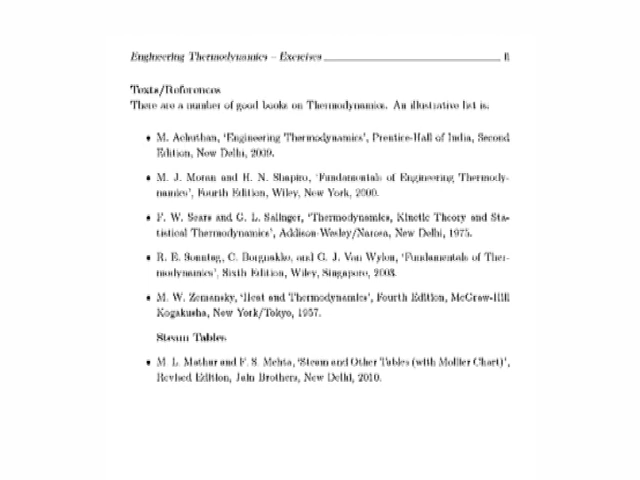 Engineering Thermodynamics – Exercises
Texts/References
There are a number of good books on Thermodynamics. An illustrative list is.
• M. Achuthan, ‘Engineering Thermodynamics’, Prentice-Hall of India, Second
Edition, New Delhi, 2009.
• M. J. Moran and H. N. Shapiro, ‘Fundamentals of Engineering Thermody-
namics’, Fourth Edition, Wiley, New York, 2000.
• F. W. Sears and G. L. Salinger, ‘Thermodynamics, Kinetic Theory and Sta-
tistical Thermodynamics’, Addison-Wesley/Narosa, New Delhi, 1975.
• R. E. Sonntag, C. Borgnakke, and G. J. Van Wylen, ‘Fundamentals of Ther-
modynamics’, Sixth Edition, Wiley, Singapore, 2003.
• M. W. Zemansky, ‘Heat and Thermodynamics’, Fourth Edition, McGraw-Hill
Kogakusha, New York/Tokyo, 1957.
Steam Tables
• M. L. Mathur and F. S. Mehta, ‘Steam and Other Tables (with Mollier Chart)’,
Revised Edition, Jain Brothers, New Delhi, 2010.